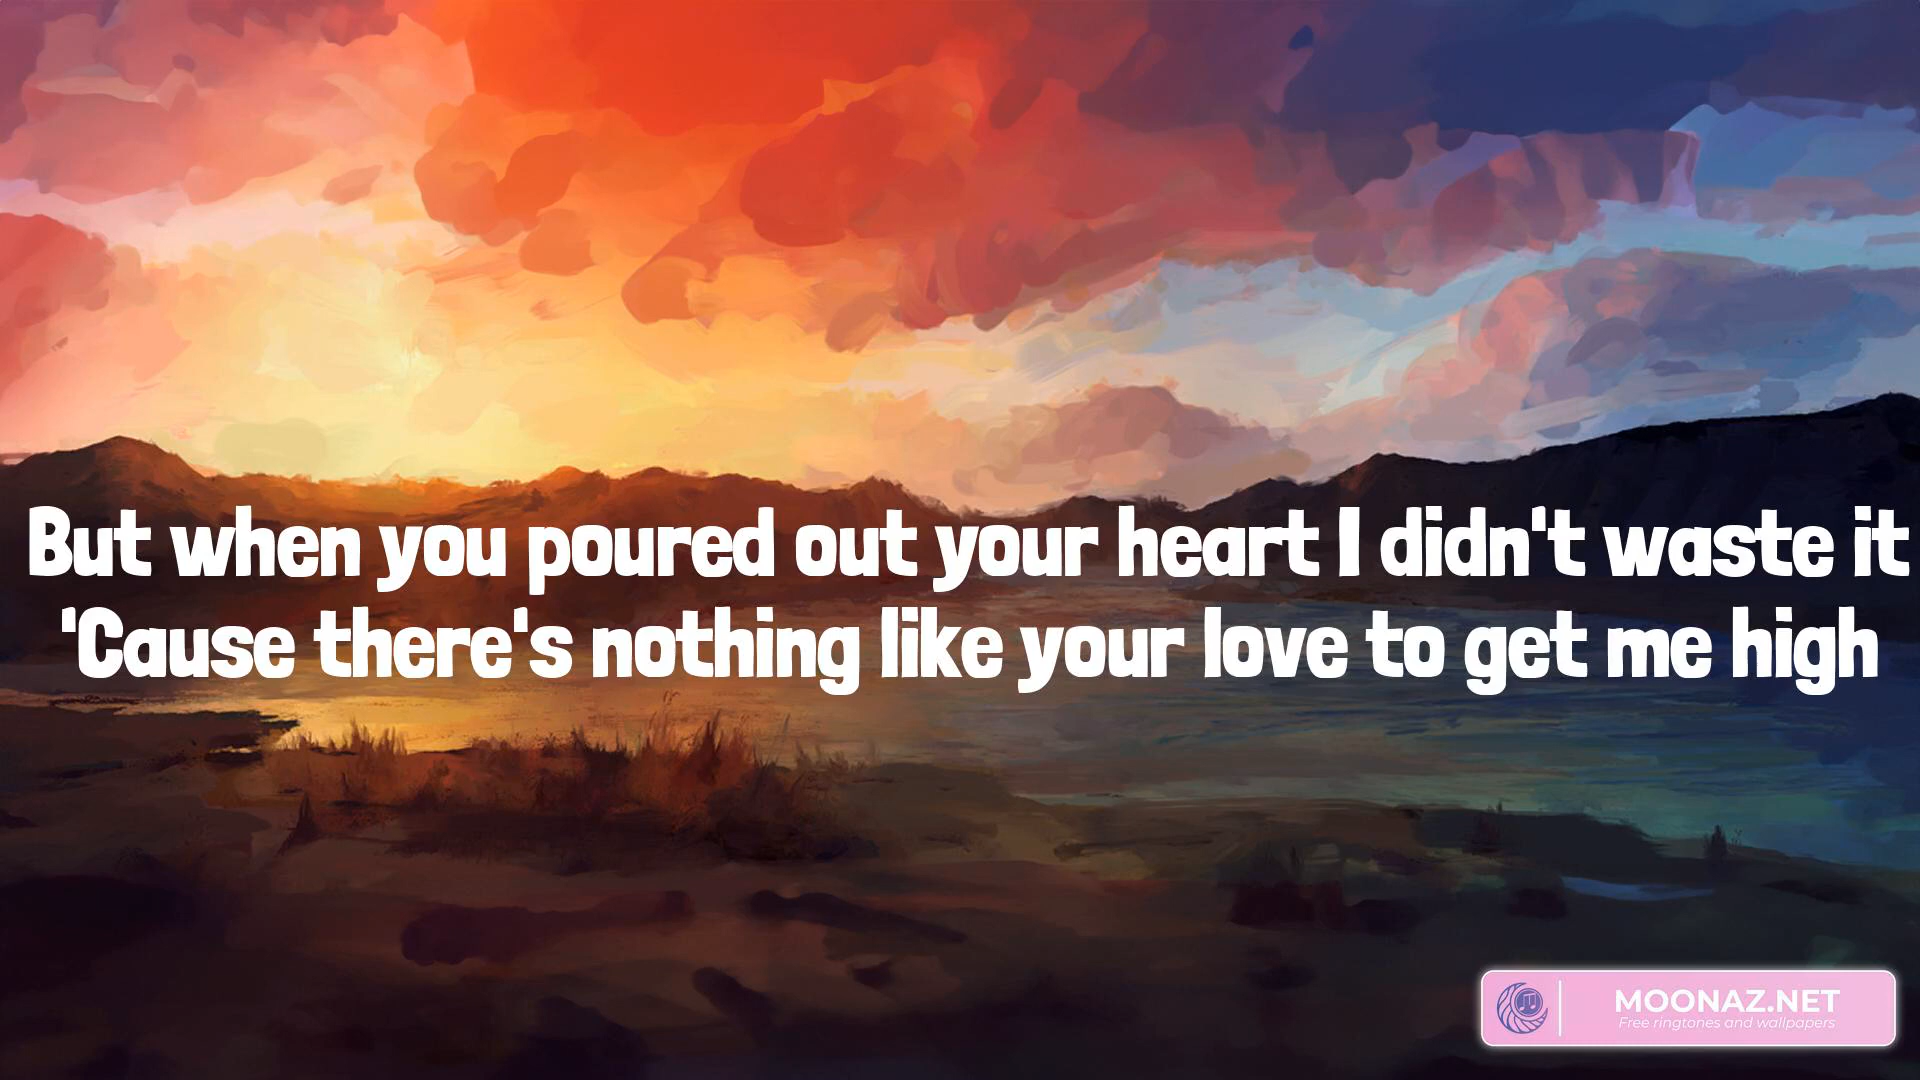 But when you poured out your heart I didn't waste it
'Cause there's nothing like your love to get me high
MOONAZ.NET
Free ringtones and wallpapers